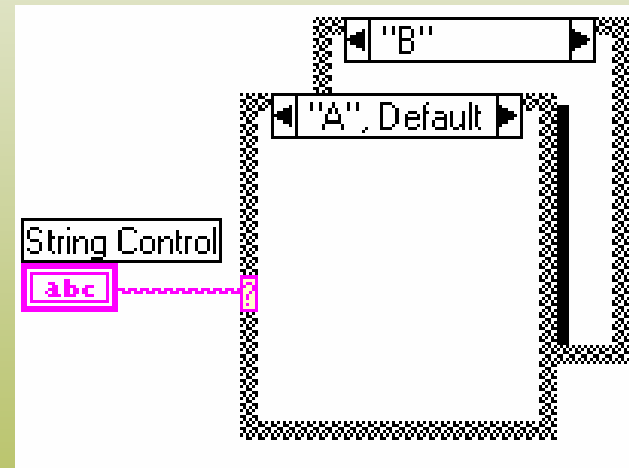 "B"
"A", Default
String Control
abc
?